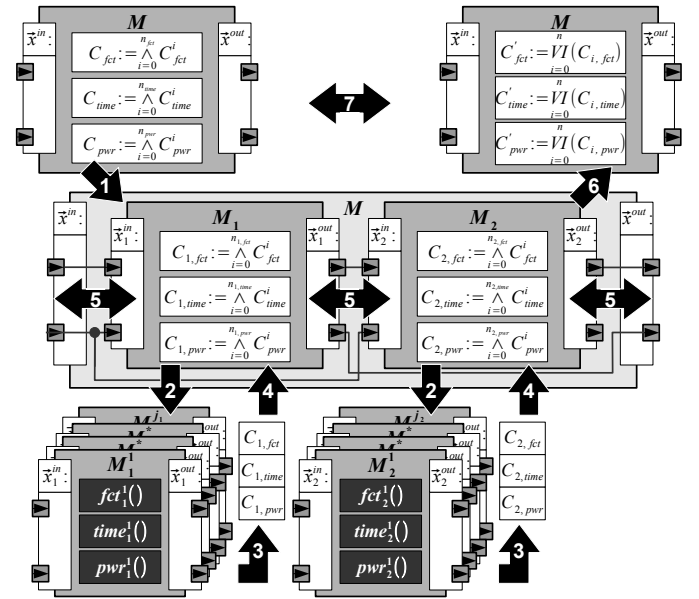 M
M
x⃗^in:
x⃗^out:
x⃗^in:
x⃗^out:
C_fct := ∧_{i=0}^{n_fct} C^i_fct
C'_fct := VI_{i=0}^{n}(C_{i,fct})
C_time := ∧_{i=0}^{n_time} C^i_time
C'_time := VI_{i=0}^{n}(C_{i,time})
7
C_pwr := ∧_{i=0}^{n_pwr} C^i_pwr
C'_pwr := VI_{i=0}^{n}(C_{i,pwr})
1
6
M
x⃗^in:
M_1
M_2
x⃗^out:
x⃗_1^in:
x⃗_1^out:
x⃗_2^in:
x⃗_2^out:
C_{1,fct} := ∧_{i=0}^{n_{1,fct}} C^i_fct
C_{2,fct} := ∧_{i=0}^{n_{2,fct}} C^i_fct
5
C_{1,time} := ∧_{i=0}^{n_{1,time}} C^i_time
5
C_{2,time} := ∧_{i=0}^{n_{2,time}} C^i_time
5
C_{1,pwr} := ∧_{i=0}^{n_{1,pwr}} C^i_pwr
C_{2,pwr} := ∧_{i=0}^{n_{2,pwr}} C^i_pwr
2
4
2
4
M^{j_1}
M^{j_2}
M^*
out
M^*
out
M^*
M^*
M_1^1
M_2^1
x⃗_1^in:
x⃗_1^out:
x⃗_2^in:
x⃗_2^out:
C_{1,fct}
C_{2,fct}
C_{1,time}
C_{2,time}
C_{1,pwr}
C_{2,pwr}
fct_1^1()
fct_2^1()
time_1^1()
time_2^1()
pwr_1^1()
pwr_2^1()
3
3